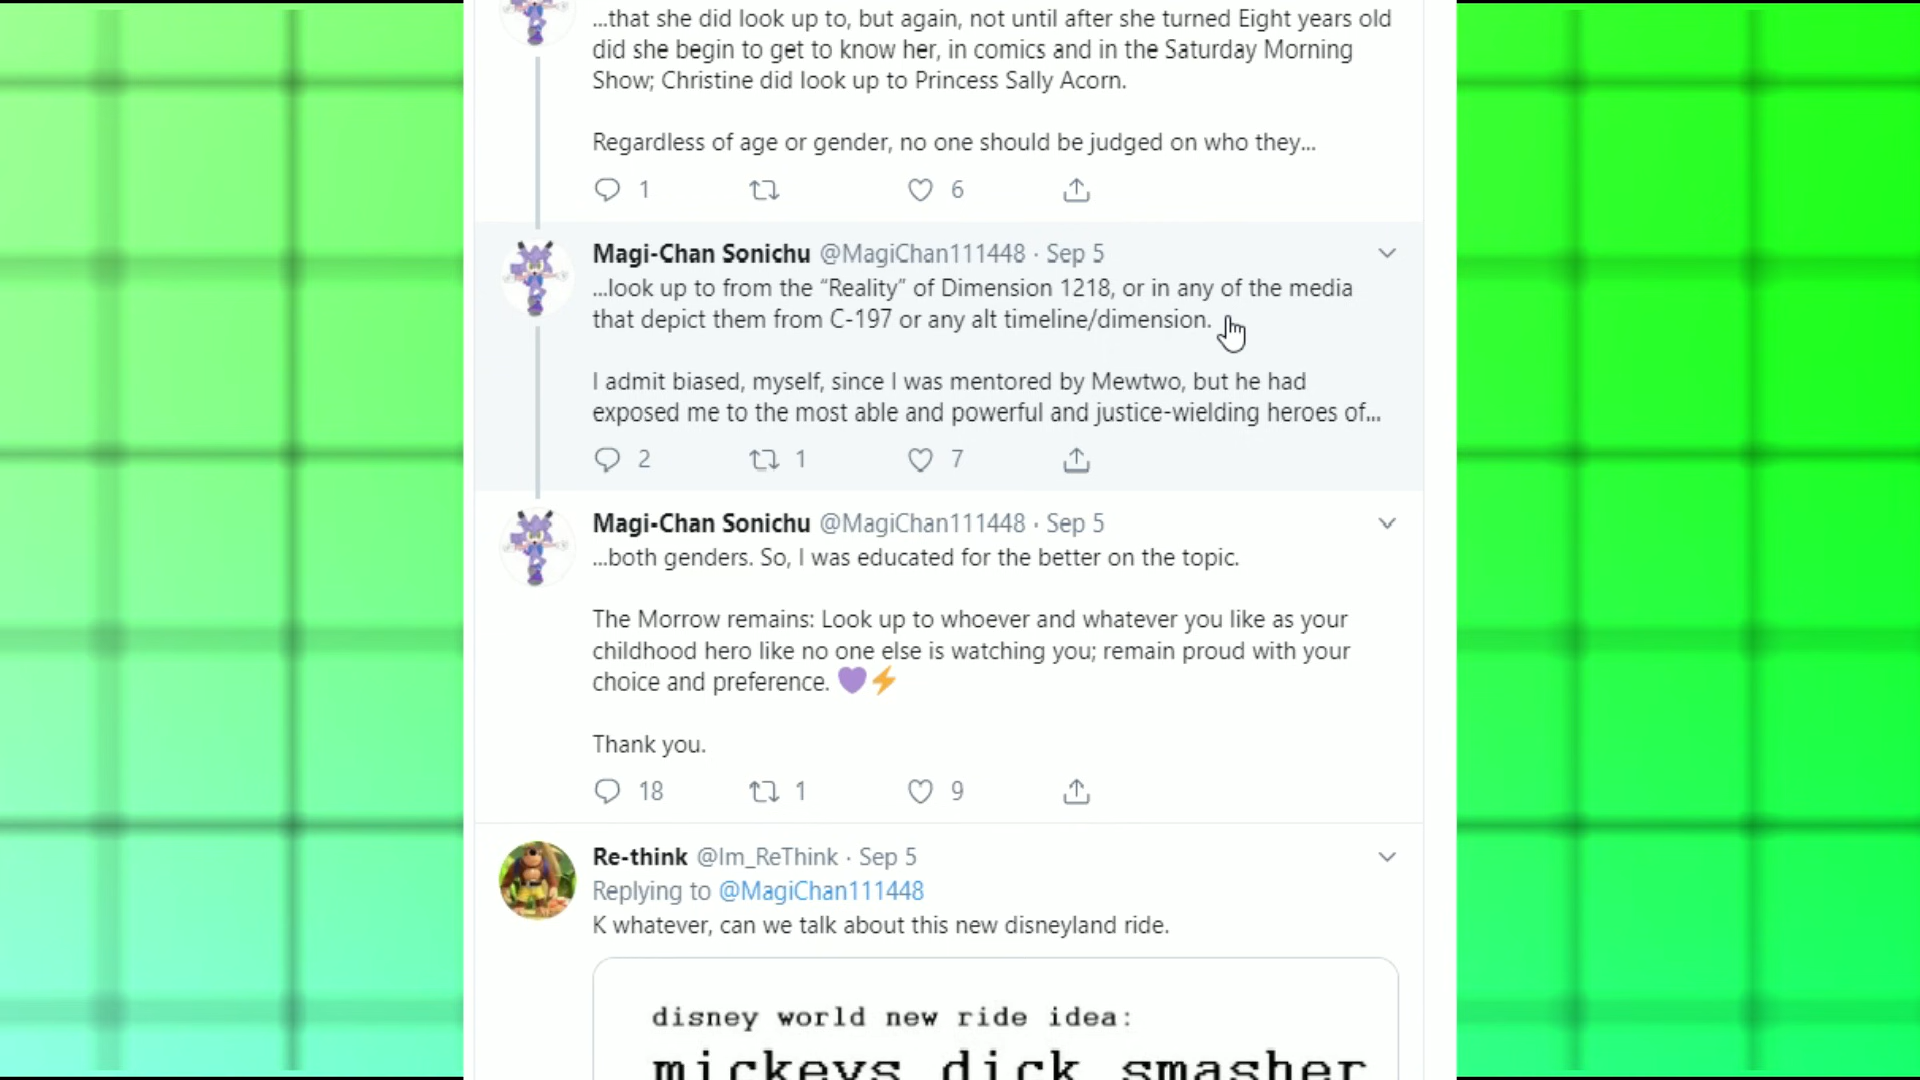 ...that she did look up to, but again, not until after she turned Eight years old
did she begin to get to know her, in comics and in the Saturday Morning
Show; Christine did look up to Princess Sally Acorn.
Regardless of age or gender, no one should be judged on who they...
1 6
Magi-Chan Sonichu @MagiChan111448 · Sep 5
...look up to from the “Reality” of Dimension 1218, or in any of the media
that depict them from C-197 or any alt timeline/dimension.
I admit biased, myself, since I was mentored by Mewtwo, but he had
exposed me to the most able and powerful and justice-wielding heroes of...
2 1 7
Magi-Chan Sonichu @MagiChan111448 · Sep 5
...both genders. So, I was educated for the better on the topic.
The Morrow remains: Look up to whoever and whatever you like as your
childhood hero like no one else is watching you; remain proud with your
choice and preference. 💜⚡
Thank you.
18 1 9
Re-think @Im_ReThink · Sep 5
Replying to @MagiChan111448
K whatever, can we talk about this new disneyland ride.
disney world new ride idea:
mickeys dick smasher